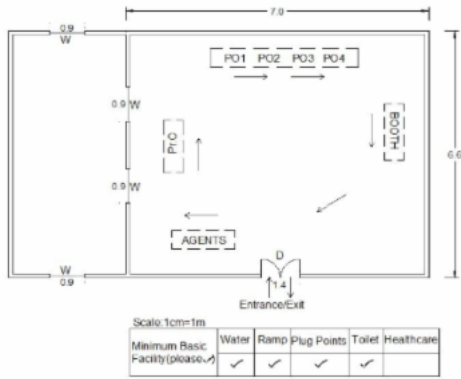 7.0
0.9
W
PO1 PO2 PO3 PO4
0.9 W
BOOTH
6.6
PrO
0.9 W
AGENTS
W
0.9
D
1.4
Entrance/Exit
Scale:1cm=1m
Minimum Basic Facility(please ✓) Water Ramp Plug Points Toilet Healthcare
✓ ✓ ✓ ✓